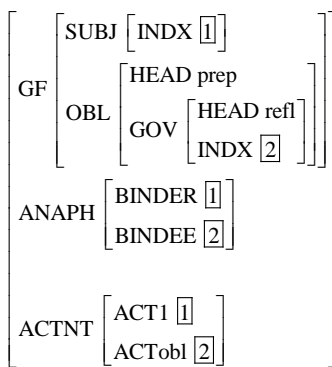 SUBJ [INDX 1]
HEAD prep
GF
OBL
HEAD refl
GOV
INDX 2
BINDER 1
ANAPH
BINDEE 2
ACT1 1
ACTNT
ACTobl 2